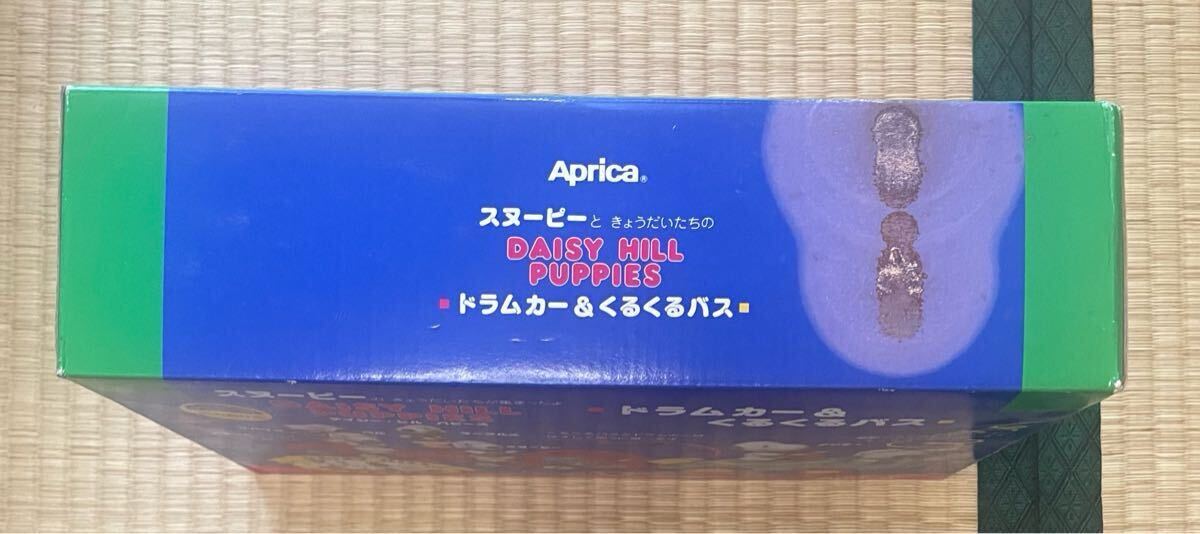 Aprica®
スヌーピーと きょうだいたちの
DAISY HILL
PUPPIES
ドラムカー&くるくるバス
スヌーピー
DAISY HILL
ドラムカー&
くるくるバス